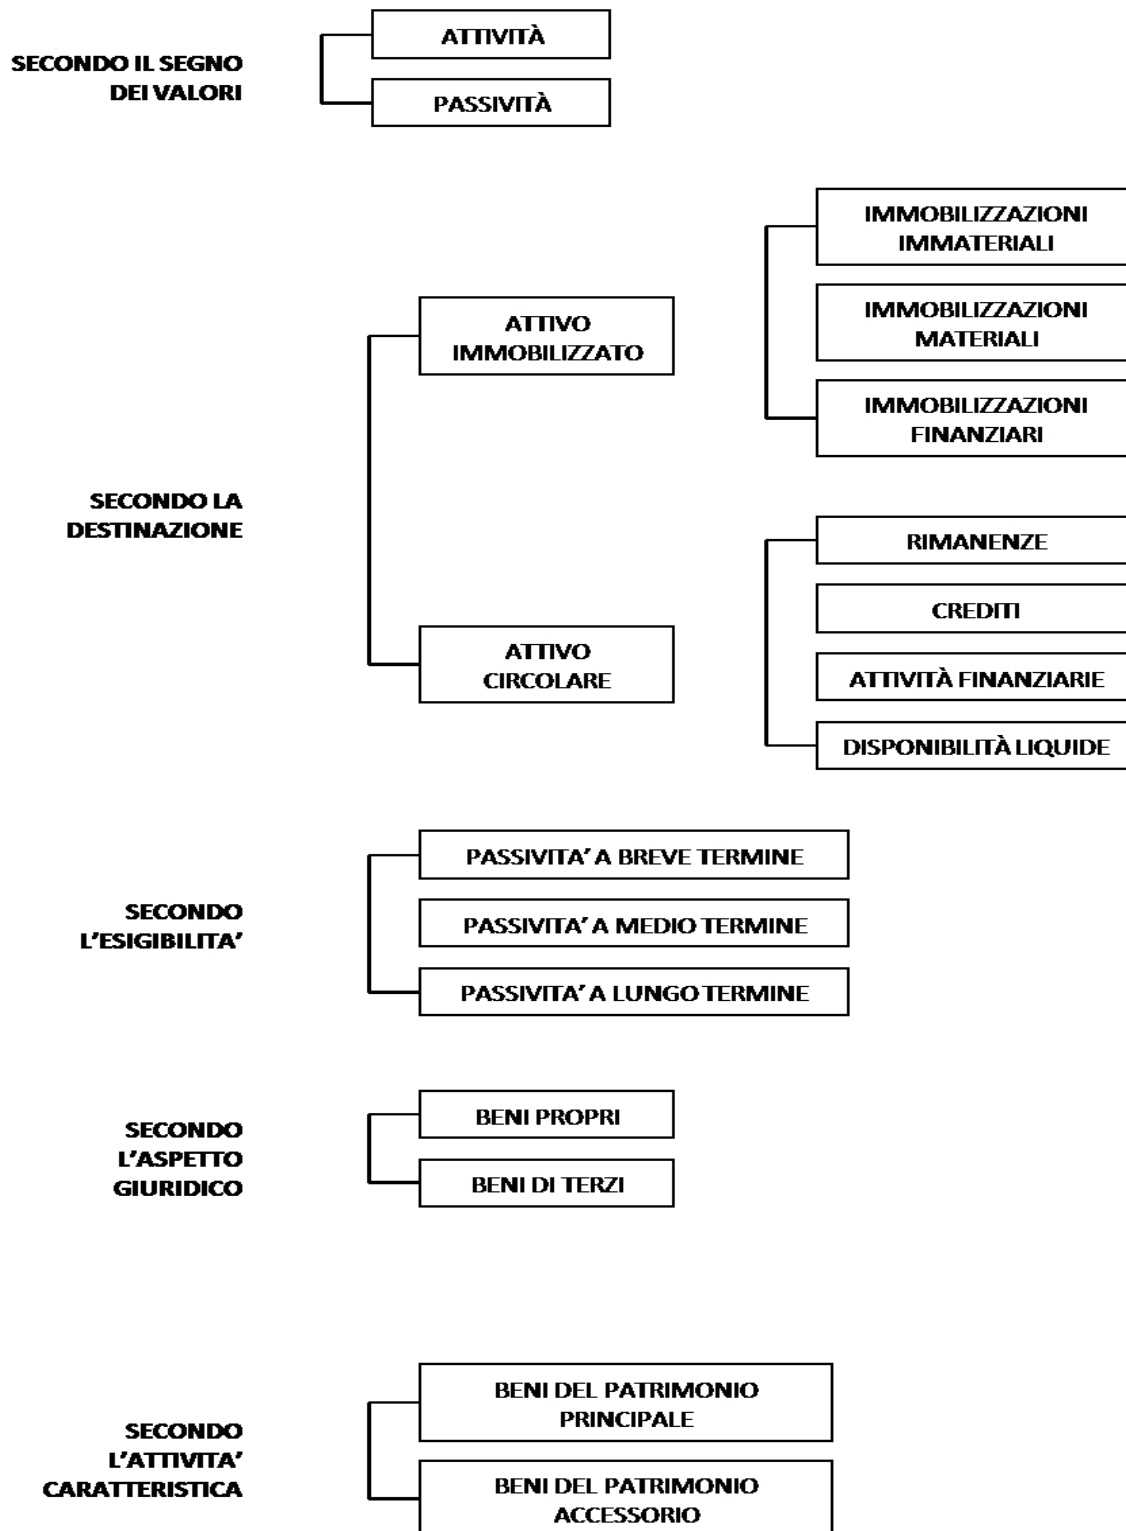 SECONDO IL SEGNO
DEI VALORI
ATTIVITÀ
PASSIVITÀ
SECONDO LA
DESTINAZIONE
ATTIVO
IMMOBILIZZATO
IMMOBILIZZAZIONI
IMMATERIALI
IMMOBILIZZAZIONI
MATERIALI
IMMOBILIZZAZIONI
FINANZIARI
ATTIVO
CIRCOLARE
RIMANENZE
CREDITI
ATTIVITÀ FINANZIARIE
DISPONIBILITÀ LIQUIDE
SECONDO
L'ESIGIBILITA'
PASSIVITA' A BREVE TERMINE
PASSIVITA' A MEDIO TERMINE
PASSIVITA' A LUNGO TERMINE
SECONDO
L'ASPETTO
GIURIDICO
BENI PROPRI
BENI DI TERZI
SECONDO
L'ATTIVITA'
CARATTERISTICA
BENI DEL PATRIMONIO
PRINCIPALE
BENI DEL PATRIMONIO
ACCESSORIO